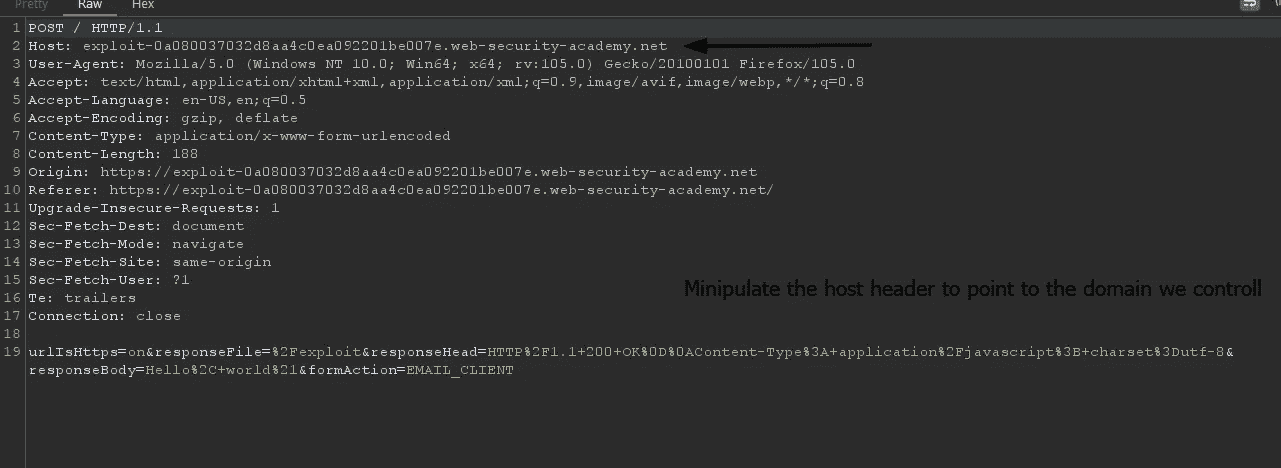 Pretty Raw Hex
1 POST / HTTP/1.1
2 Host: exploit-0a080037032d8aa4c0ea092201be007e.web-security-academy.net
3 User-Agent: Mozilla/5.0 (Windows NT 10.0; Win64; x64; rv:105.0) Gecko/20100101 Firefox/105.0
4 Accept: text/html,application/xhtml+xml,application/xml;q=0.9,image/avif,image/webp,*/*;q=0.8
5 Accept-Language: en-US,en;q=0.5
6 Accept-Encoding: gzip, deflate
7 Content-Type: application/x-www-form-urlencoded
8 Content-Length: 188
9 Origin: https://exploit-0a080037032d8aa4c0ea092201be007e.web-security-academy.net
10 Referer: https://exploit-0a080037032d8aa4c0ea092201be007e.web-security-academy.net/
11 Upgrade-Insecure-Requests: 1
12 Sec-Fetch-Dest: document
13 Sec-Fetch-Mode: navigate
14 Sec-Fetch-Site: same-origin
15 Sec-Fetch-User: ?1
Minipulate the host header to point to the domain we controll
16 Te: trailers
17 Connection: close
18
19 urlIsHttps=on&responseFile=%2Fexploit&responseHead=HTTP%2F1.1+200+OK%0D%0AContent-Type%3A+application%2Fjavascript%3B+charset%3Dutf-8&
responseBody=Hello%2C+world%21&formAction=EMAIL_CLIENT